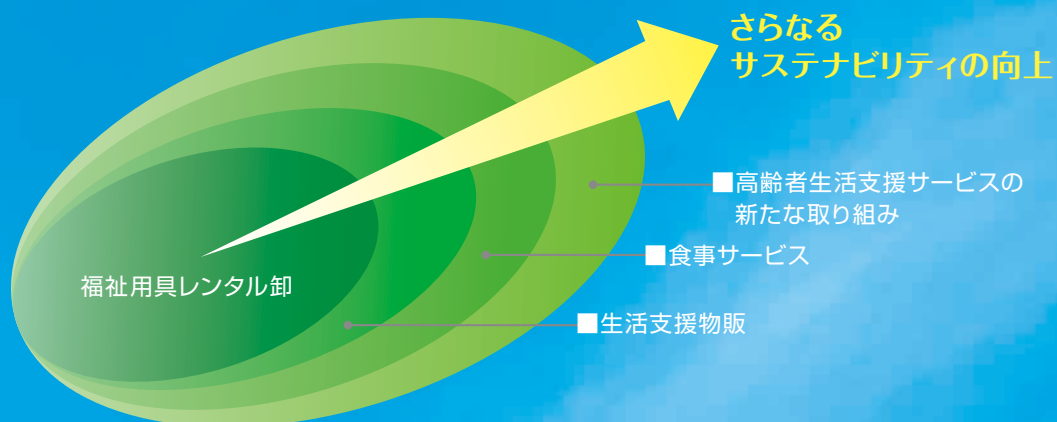 さらなる
サステナビリティの向上
■高齢者生活支援サービスの
新たな取り組み
■食事サービス
福祉用具レンタル卸
■生活支援物販